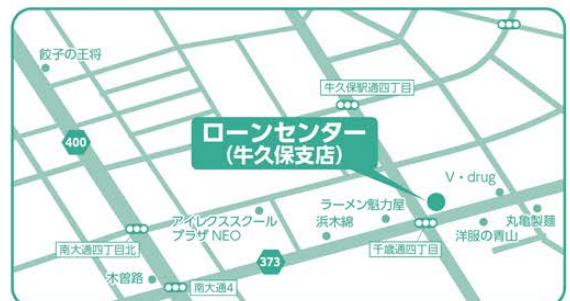 餃子の王将
牛久保駅通四丁目
400
ローンセンター
(牛久保支店)
V・drug
ラーメン魁力屋
アイレクススクール
プラザ NEO
浜木綿
丸亀製麺
洋服の青山
南大通四丁目北
千歳通四丁目
373
木曽路
南大通4